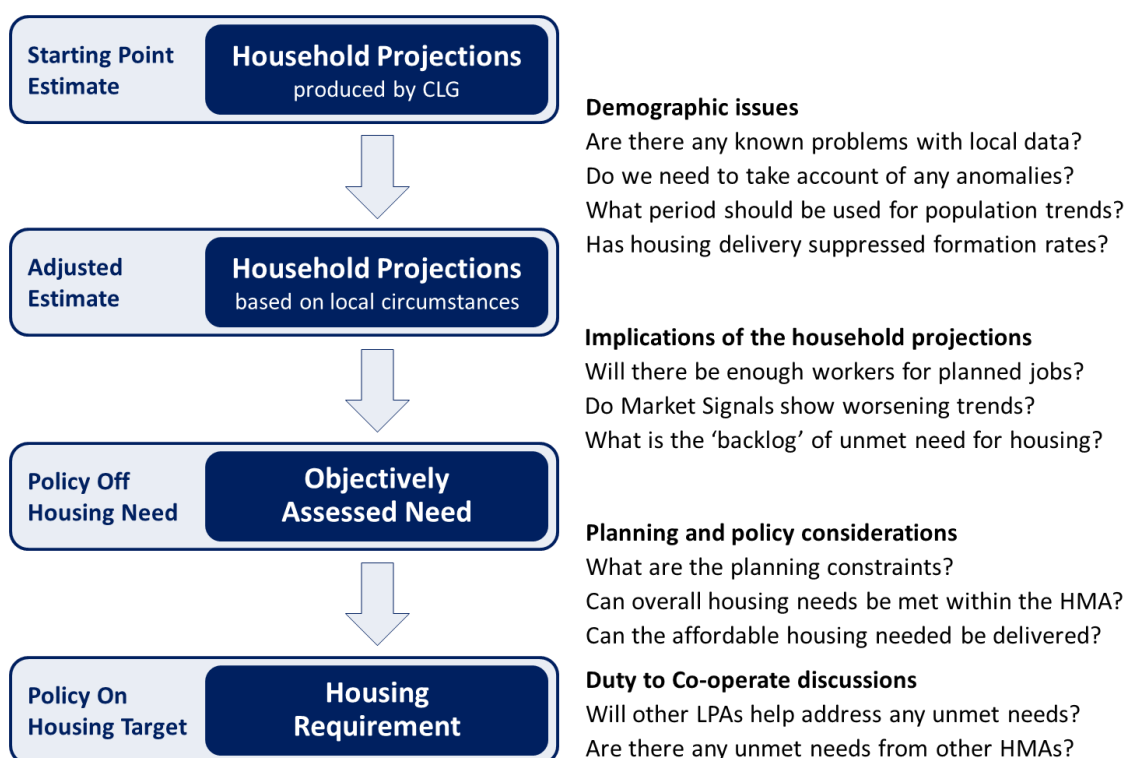 Starting Point
Estimate
Household Projections
produced by CLG
Demographic issues
Are there any known problems with local data?
Do we need to take account of any anomalies?
What period should be used for population trends?
Has housing delivery suppressed formation rates?
Adjusted
Estimate
Household Projections
based on local circumstances
Implications of the household projections
Will there be enough workers for planned jobs?
Do Market Signals show worsening trends?
What is the ‘backlog’ of unmet need for housing?
Policy Off
Housing Need
Objectively
Assessed Need
Planning and policy considerations
What are the planning constraints?
Can overall housing needs be met within the HMA?
Can the affordable housing needed be delivered?
Policy On
Housing Target
Housing
Requirement
Duty to Co-operate discussions
Will other LPAs help address any unmet needs?
Are there any unmet needs from other HMAs?